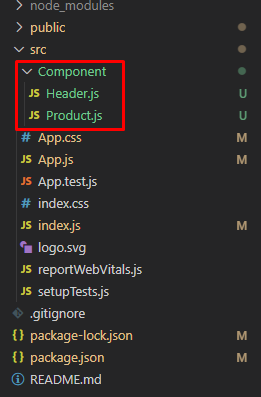 node_modules
public
src
Component
JS Header.js U
JS Product.js U
# App.css M
JS App.js M
JS App.test.js
# index.css
JS index.js M
logo.svg
JS reportWebVitals.js
JS setupTests.js
.gitignore
package-lock.json M
package.json M
README.md